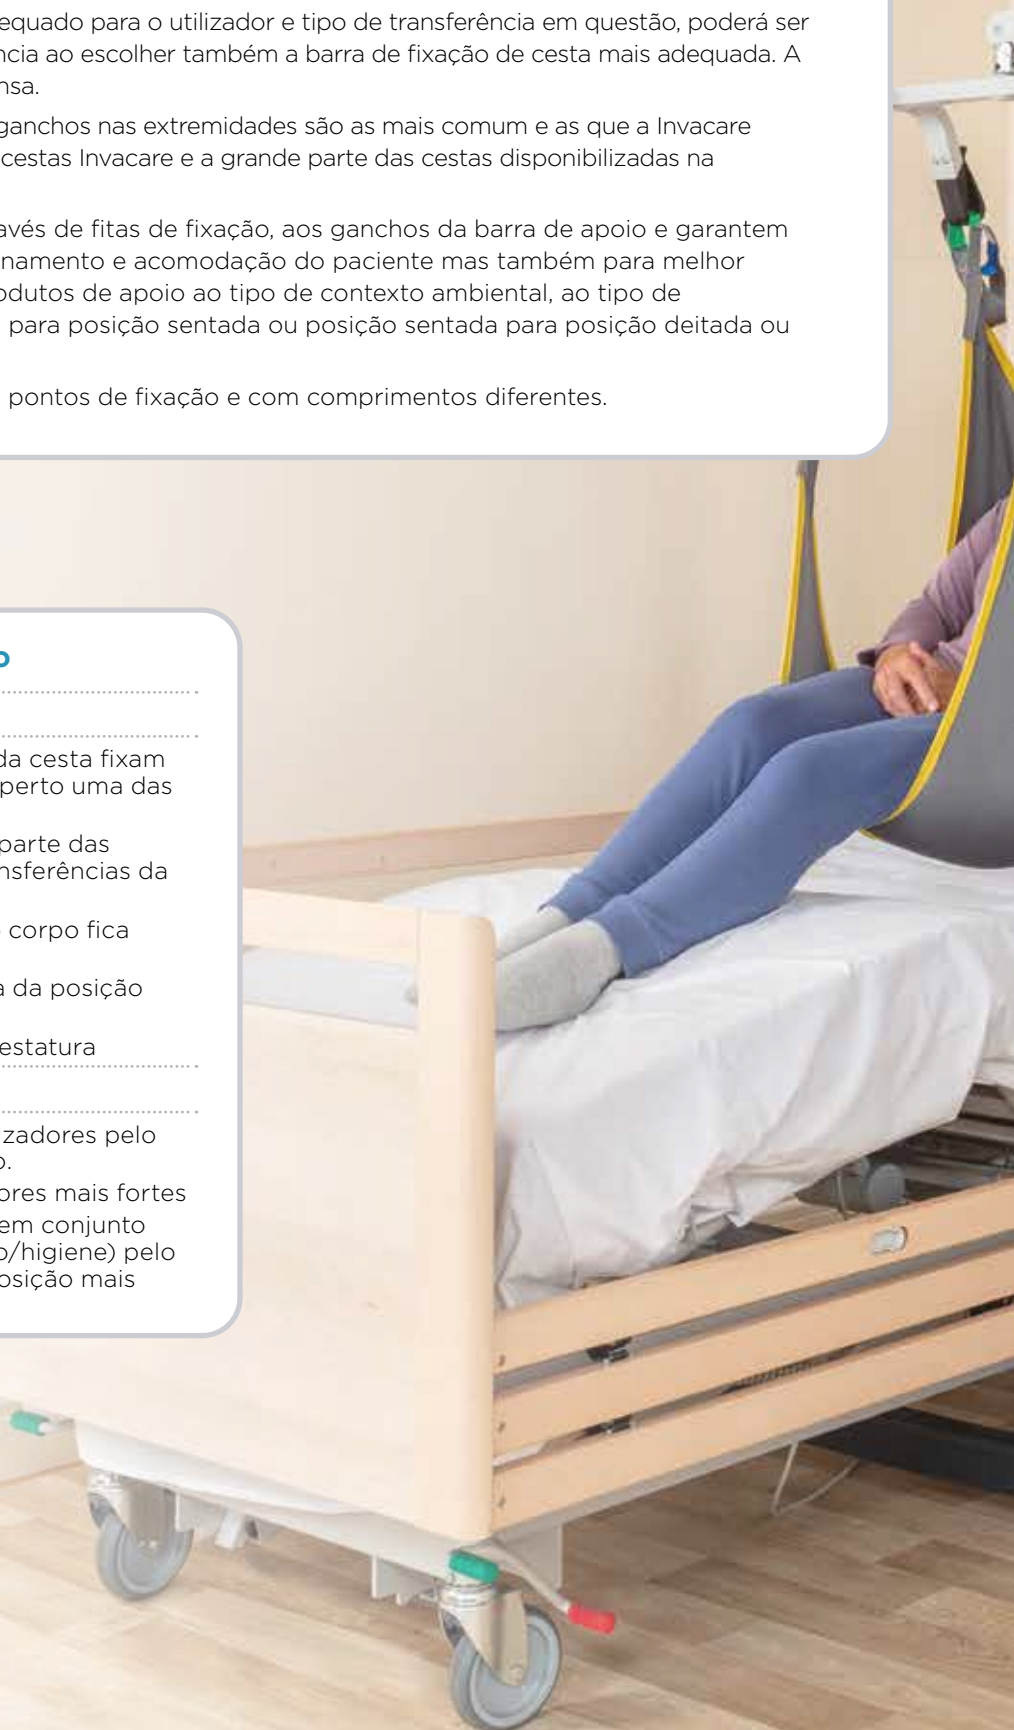 equado para o utilizador e tipo de transferência em questão, poderá ser
ncia ao escolher também a barra de fixação de cesta mais adequada. A
nsa.
ganchos nas extremidades são as mais comum e as que a Invacare
cestas Invacare e a grande parte das cestas disponibilizadas na
avés de fitas de fixação, aos ganchos da barra de apoio e garantem
namento e acomodação do paciente mas também para melhor
odutos de apoio ao tipo de contexto ambiental, ao tipo de
para posição sentada ou posição sentada para posição deitada ou
pontos de fixação e com comprimentos diferentes.
o
da cesta fixam
perto uma das
parte das
nsferências da
corpo fica
a da posição
estatura
zadores pelo
o.
ores mais fortes
em conjunto
o/higiene) pelo
osição mais